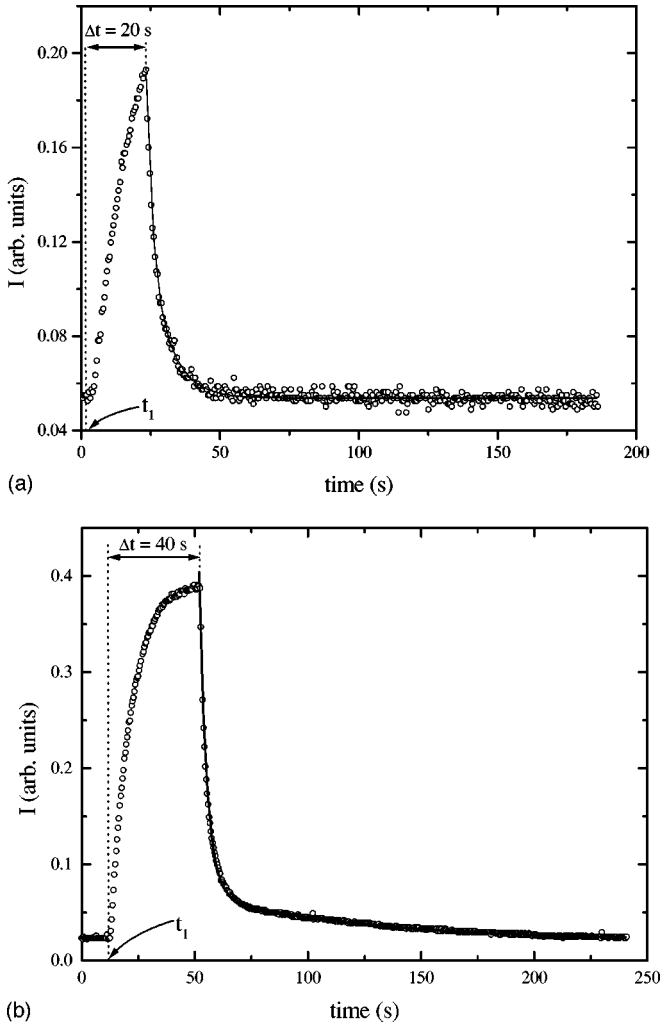 Δt = 20 s
0.20
0.16
0.12
0.08
0.04
I (arb. units)
t₁
0 50 100 150 200
(a)
time (s)
Δt = 40 s
0.4
0.3
0.2
0.1
0.0
I (arb. units)
t₁
0 50 100 150 200 250
(b)
time (s)